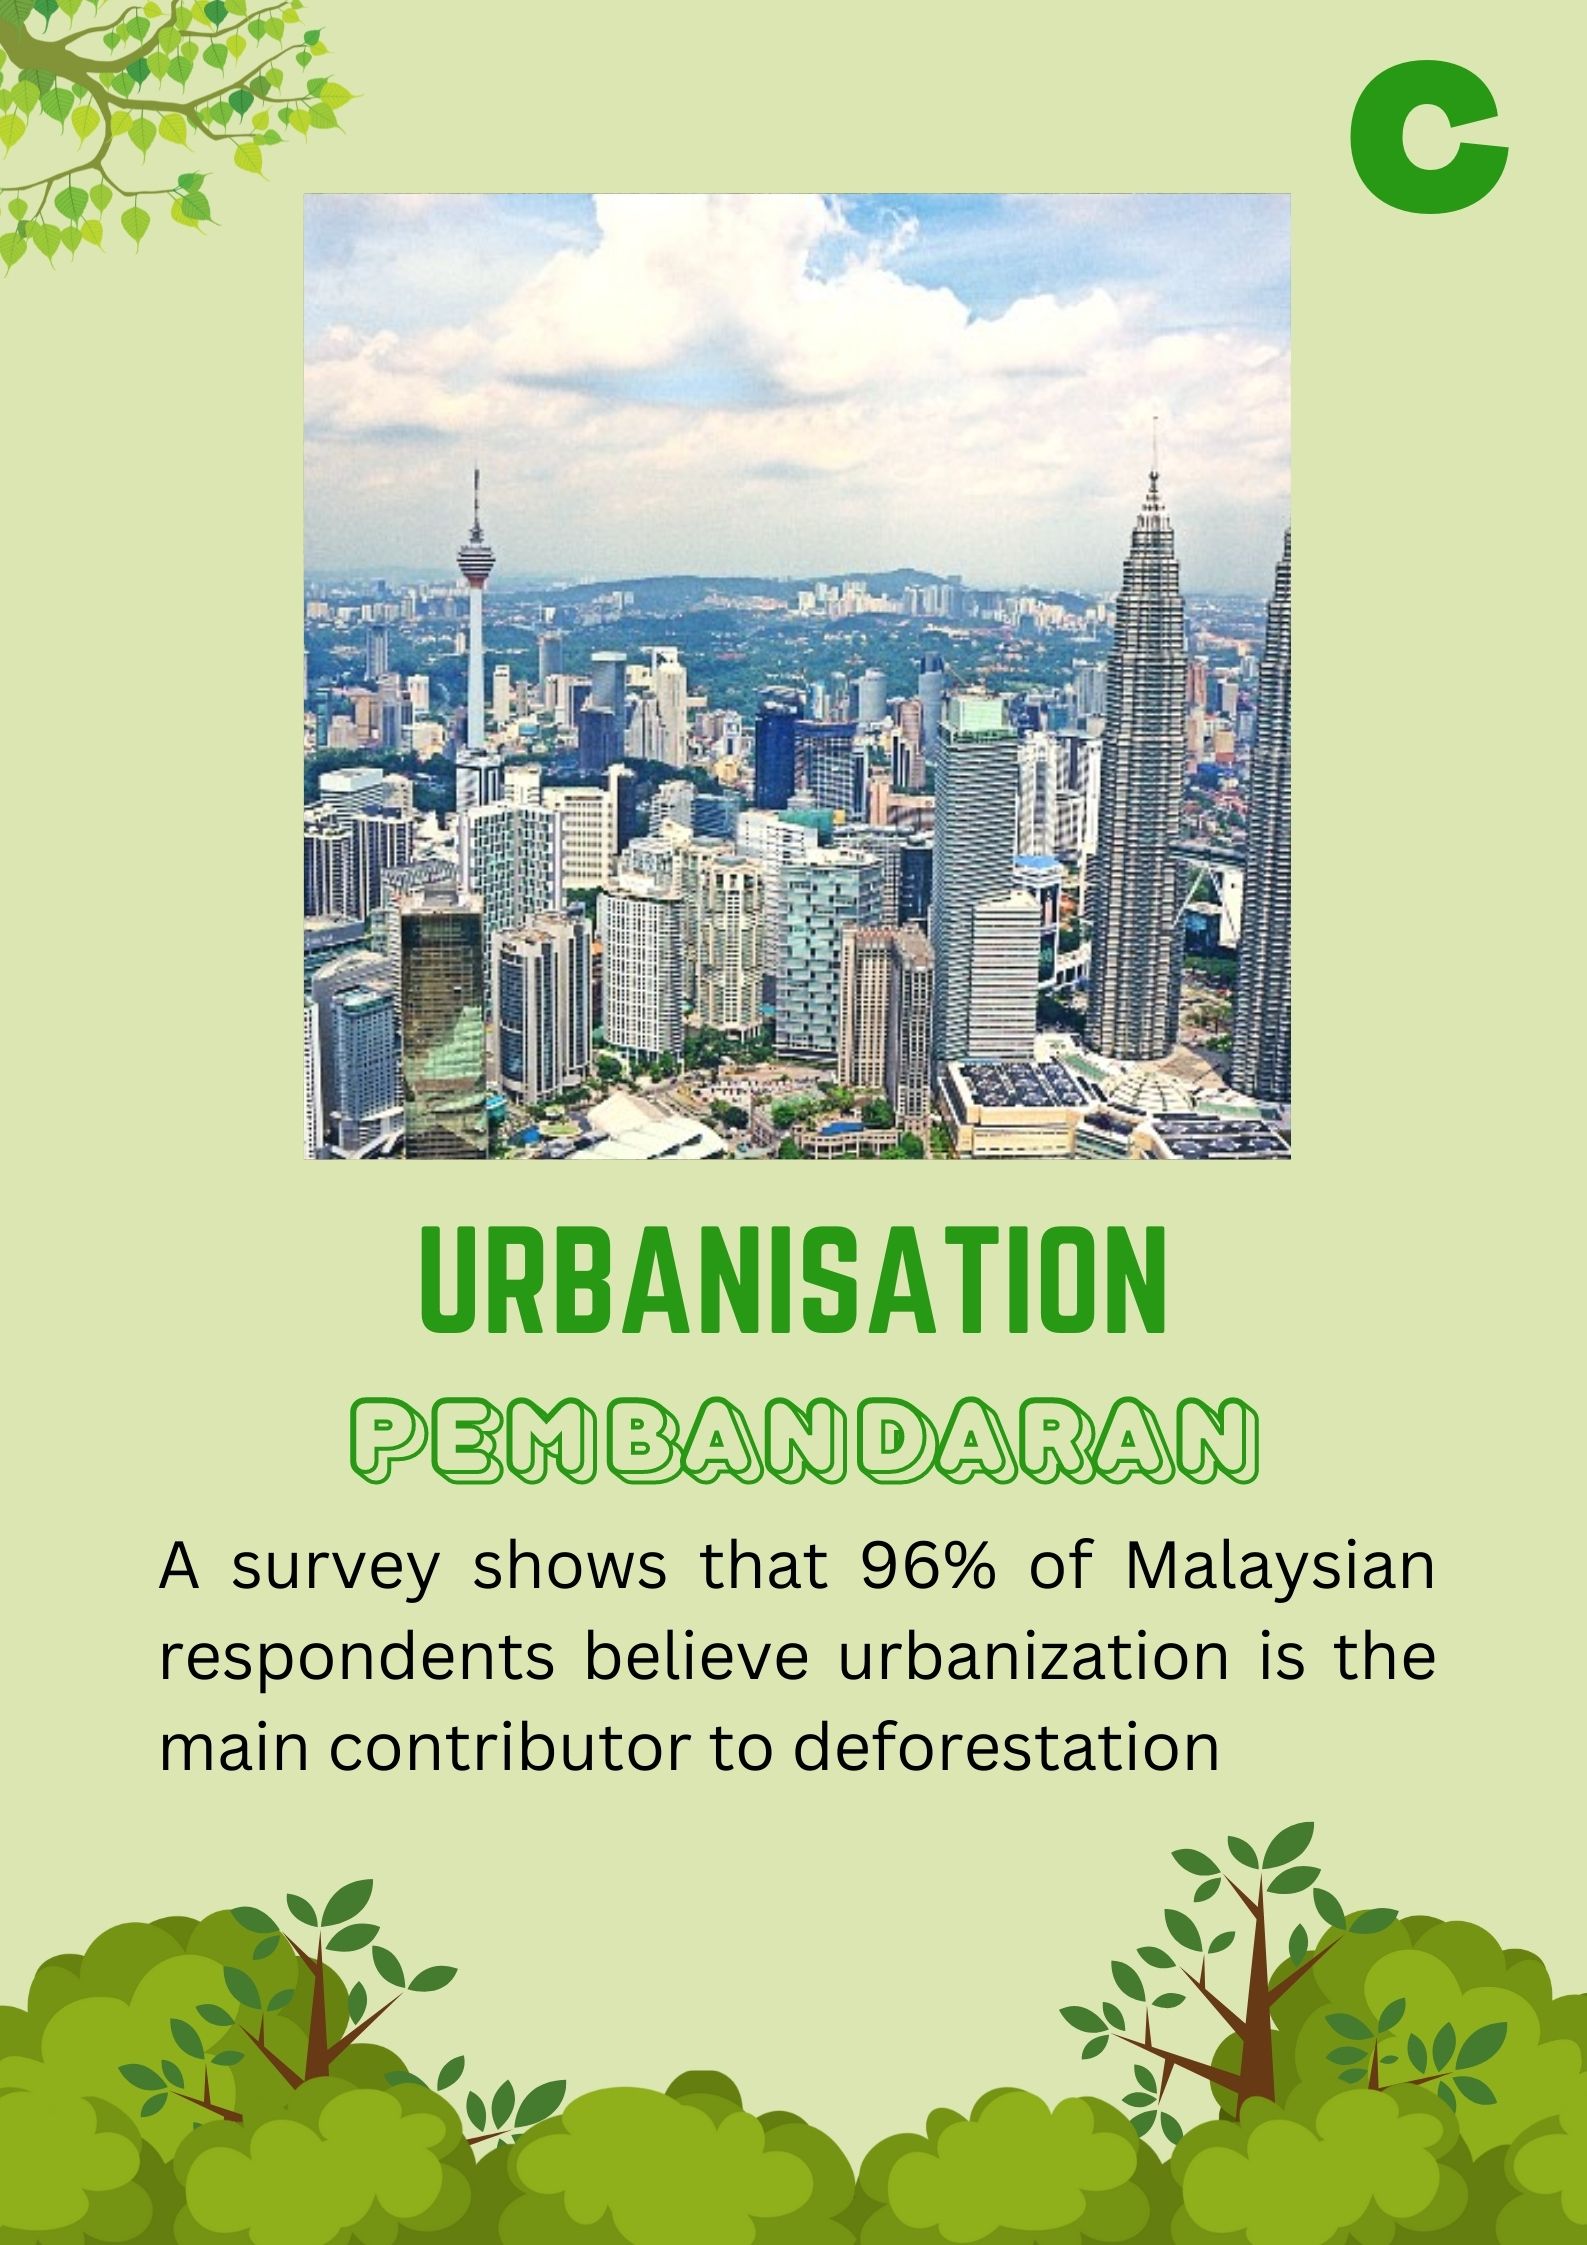 C
URBANISATION
PEMBANDARAN
A survey shows that 96% of Malaysian
respondents believe urbanization is the
main contributor to deforestation